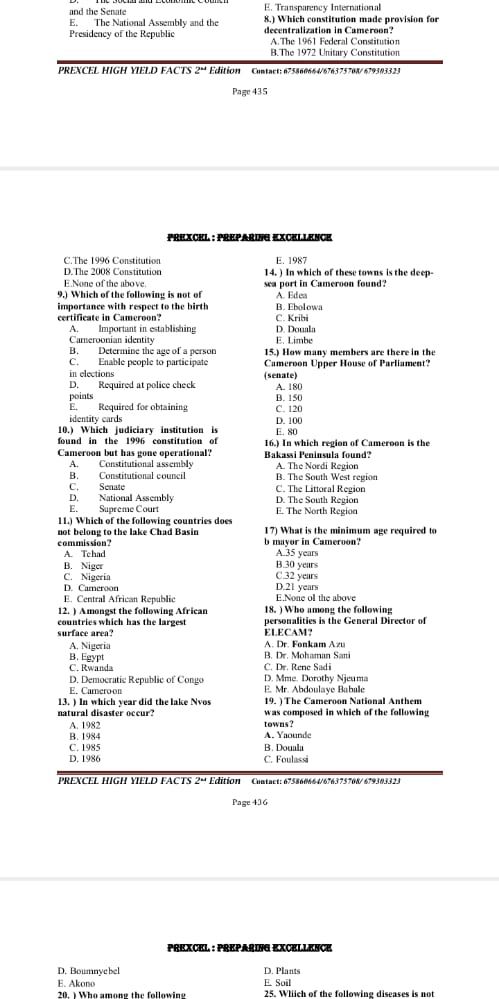 and the Senate
E. The National Assembly and the
Presidency of the Republic
E. Transparency International
8.) Which constitution made provision for
decentralization in Cameroon?
A.The 1961 Federal Constitution
B.The 1972 Unitary Constitution
PREXCEL HIGH YIELD FACTS 2nd Edition Contact: 675860664/676375708/679303323
Page 435
PREXCEL : PREPARING EXCELLENCE
C.The 1996 Constitution
D.The 2008 Constitution
E.None of the above.
9.) Which of the following is not of
importance with respect to the birth
certificate in Cameroon?
A. Important in establishing
Cameroonian identity
B. Determine the age of a person
C. Enable people to participate
in elections
D. Required at police check
points
E. Required for obtaining
identity cards
10.) Which judiciary institution is
found in the 1996 constitution of
Cameroon but has gone operational?
A. Constitutional assembly
B. Constitutional council
C. Senate
D. National Assembly
E. Supreme Court
11.) Which of the following countries does
not belong to the lake Chad Basin
commission?
A. Tchad
B. Niger
C. Nigeria
D. Cameroon
E. Central African Republic
12. ) Amongst the following African
countries which has the largest
surface area?
A. Nigeria
B. Egypt
C. Rwanda
D. Democratic Republic of Congo
E. Cameroon
13. ) In which year did the lake Nyos
natural disaster occur?
A. 1982
B. 1984
C. 1985
D. 1986
E. 1987
14. ) In which of these towns is the deep-
sea port in Cameroon found?
A. Edea
B. Ebolowa
C. Kribi
D. Douala
E. Limbe
15.) How many members are there in the
Cameroon Upper House of Parliament?
(senate)
A. 180
B. 150
C. 120
D. 100
E. 80
16.) In which region of Cameroon is the
Bakassi Peninsula found?
A. The Nordi Region
B. The South West region
C. The Littoral Region
D. The South Region
E. The North Region
17) What is the minimum age required to
b mayor in Cameroon?
A.35 years
B.30 years
C.32 years
D.21 years
E.None ol the above
18. ) Who among the following
personalities is the General Director of
ELECAM?
A. Dr. Fonkam Azu
B. Dr. Mohaman Sani
C. Dr. Rene Sadi
D. Mme. Dorothy Njeuma
E. Mr. Abdoulaye Babale
19. ) The Cameroon National Anthem
was composed in which of the following
towns?
A. Yaounde
B. Douala
C. Foulassi
PREXCEL HIGH YIELD FACTS 2nd Edition Contact: 675860664/676375708/679303323
Page 436
PREXCEL : PREPARING EXCELLENCE
D. Boumnyebel
E. Akono
20. ) Who among the following
D. Plants
E. Soil
25. Wliich of the following diseases is not